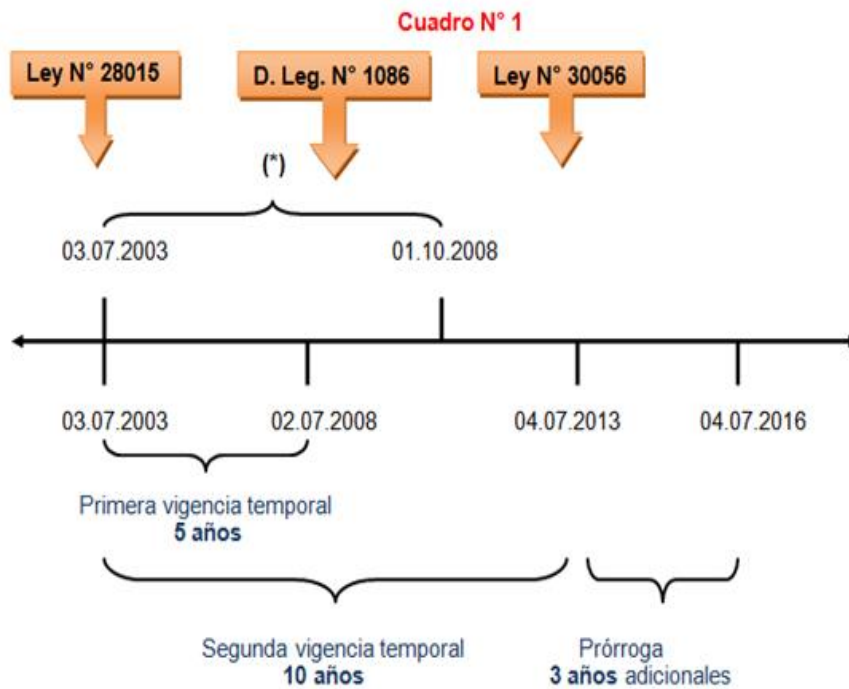 Cuadro N° 1
Ley N° 28015
D. Leg. N° 1086
Ley N° 30056
(*)
03.07.2003
01.10.2008
03.07.2003
02.07.2008
04.07.2013
04.07.2016
Primera vigencia temporal
5 años
Segunda vigencia temporal
10 años
Prórroga
3 años adicionales